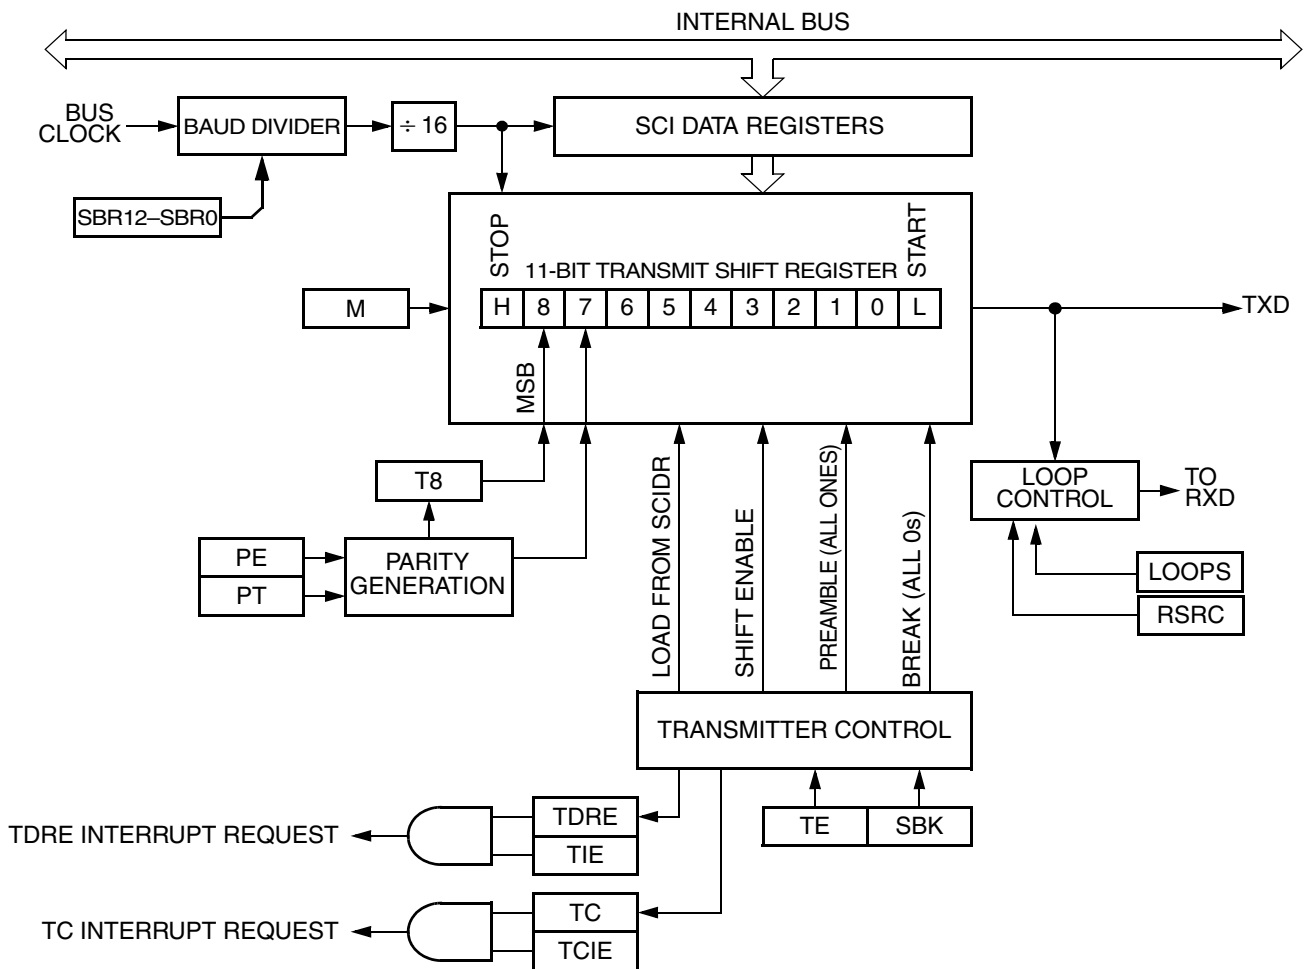 INTERNAL BUS
BUS
CLOCK
BAUD DIVIDER
÷ 16
SCI DATA REGISTERS
SBR12–SBR0
STOP
11-BIT TRANSMIT SHIFT REGISTER
START
M
H 8 7 6 5 4 3 2 1 0 L
TXD
MSB
T8
LOOP
CONTROL
TO
RXD
PE
PT
PARITY
GENERATION
LOAD FROM SCIDR
SHIFT ENABLE
PREAMBLE (ALL ONES)
BREAK (ALL 0s)
LOOPS
RSRC
TRANSMITTER CONTROL
TDRE INTERRUPT REQUEST
TDRE
TIE
TE
SBK
TC INTERRUPT REQUEST
TC
TCIE